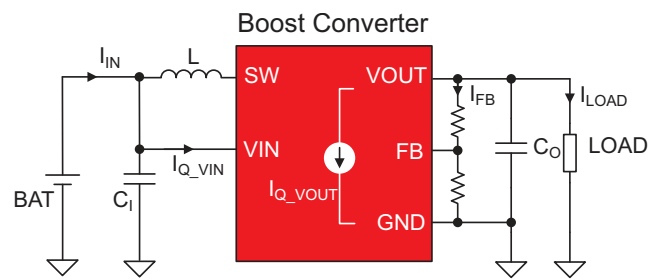 Boost Converter
I_IN
L
SW
VOUT
I_FB
I_LOAD
VIN
I_Q_VIN
FB
C_O
LOAD
BAT
C_I
I_Q_VOUT
GND